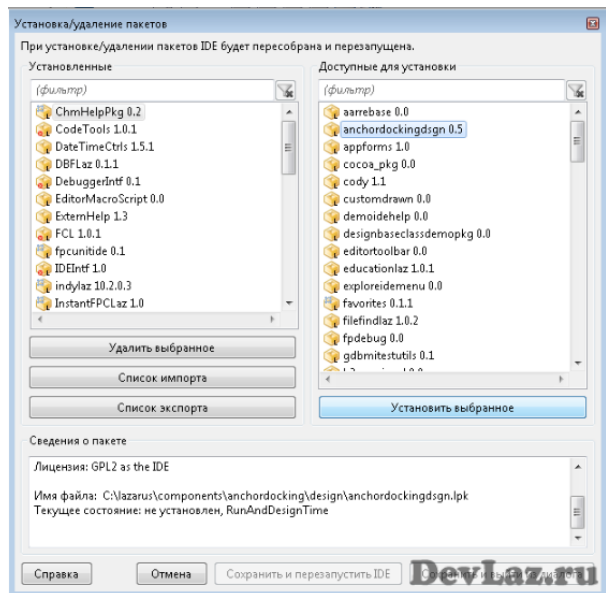 Установка/удаление пакетов
При установке/удалении пакетов IDE будет пересобрана и перезапущена.
Установленные
(фильтр)
ChmHelpPkg 0.2
CodeTools 1.0.1
DateTimeCtrls 1.5.1
DBFLaz 0.1.1
DebuggerIntf 0.1
EditorMacroScript 0.0
ExternHelp 1.3
FCL 1.0.1
fpcunitide 0.1
IDEIntf 1.0
indylaz 10.2.0.3
InstantFPCLaz 1.0
Удалить выбранное
Список импорта
Список экспорта
Доступные для установки
(фильтр)
aarrebase 0.0
anchordockingdsgn 0.5
appforms 1.0
cocoa_pkg 0.0
cody 1.1
customdrawn 0.0
demoidehelp 0.0
designbaseclassdemopkg 0.0
editortoolbar 0.0
educationlaz 1.0.1
exploreidemenu 0.0
favorites 0.1.1
filefindlaz 1.0.2
fpdebug 0.0
gdbmitestutils 0.1
Установить выбранное
Сведения о пакете
Лицензия: GPL2 as the IDE
Имя файла: C:\lazarus\components\anchordocking\design\anchordockingdsgn.lpk
Текущее состояние: не установлен, RunAndDesignTime
Справка
Отмена
Сохранить и перезапустить IDE
DevLaz.ru